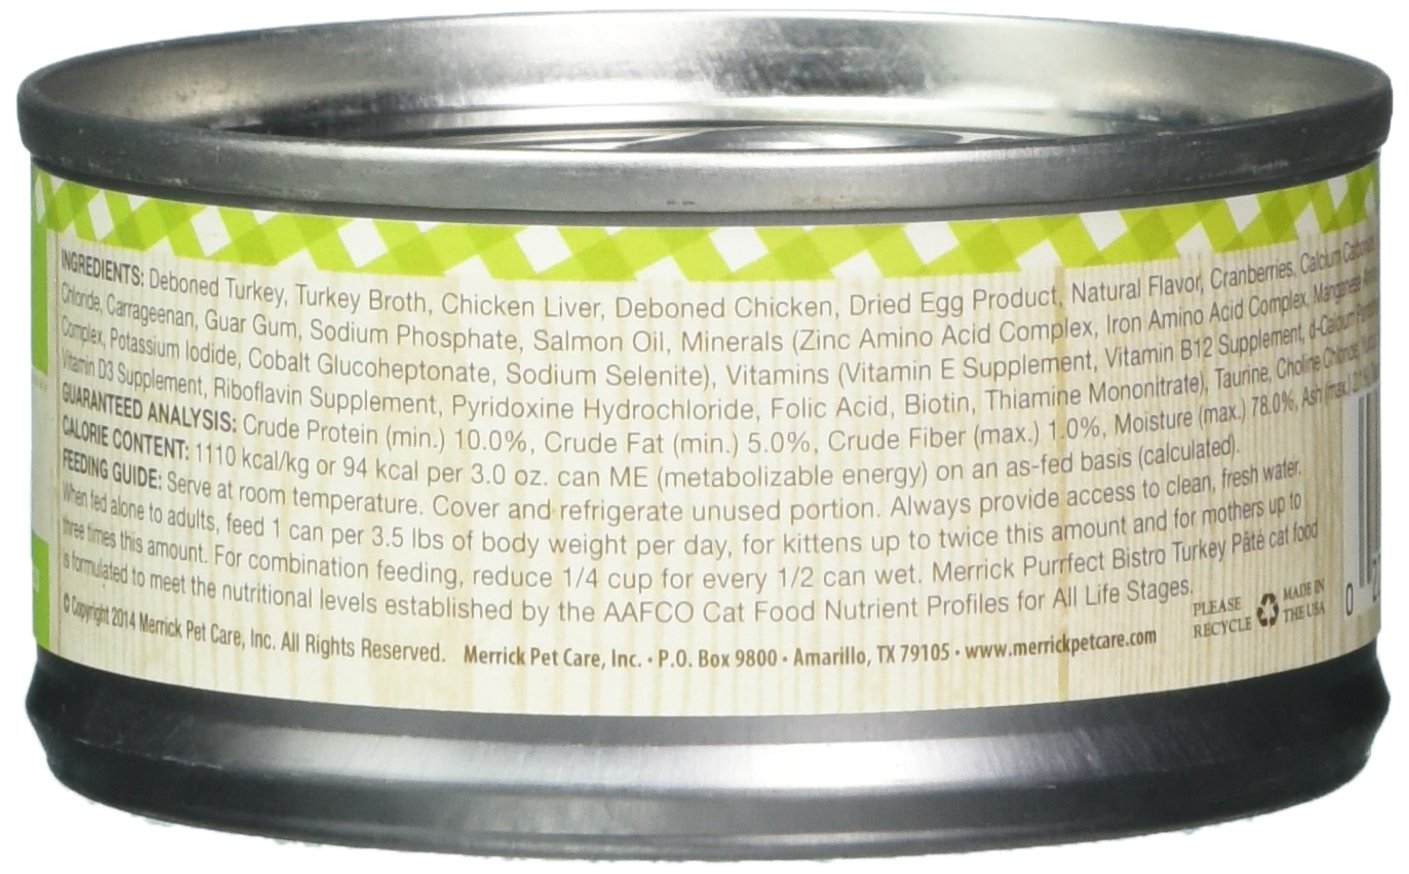 INGREDIENTS: Deboned Turkey, Turkey Broth, Chicken Liver, Deboned Chicken, Dried Egg Product, Natural Flavor, Cranberries, Calcium Carbonate
Chloride, Carrageenan, Guar Gum, Sodium Phosphate, Salmon Oil, Minerals (Zinc Amino Acid Complex, Iron Amino Acid Complex, Manganese
Complex, Potassium Iodide, Cobalt Glucoheptonate, Sodium Selenite), Vitamins (Vitamin E Supplement, Vitamin B12 Supplement, d-Calcium
Vitamin D3 Supplement, Riboflavin Supplement, Pyridoxine Hydrochloride, Folic Acid, Biotin, Thiamine Mononitrate), Taurine, Choline Chloride
GUARANTEED ANALYSIS: Crude Protein (min.) 10.0%, Crude Fat (min.) 5.0%, Crude Fiber (max.) 1.0%, Moisture (max.) 78.0%, Ash (max.)
CALORIE CONTENT: 1110 kcal/kg or 94 kcal per 3.0 oz. can ME (metabolizable energy) on an as-fed basis (calculated).
FEEDING GUIDE: Serve at room temperature. Cover and refrigerate unused portion. Always provide access to clean, fresh water.
When fed alone to adults, feed 1 can per 3.5 lbs of body weight per day, for kittens up to twice this amount and for mothers up to
three times this amount. For combination feeding, reduce 1/4 cup for every 1/2 can wet. Merrick Purrfect Bistro Turkey Pâté cat food
is formulated to meet the nutritional levels established by the AAFCO Cat Food Nutrient Profiles for All Life Stages.
© Copyright 2014 Merrick Pet Care, Inc. All Rights Reserved. Merrick Pet Care, Inc. • P.O. Box 9800 • Amarillo, TX 79105 • www.merrickpetcare.com
PLEASE
RECYCLE
MADE IN
THE USA
0